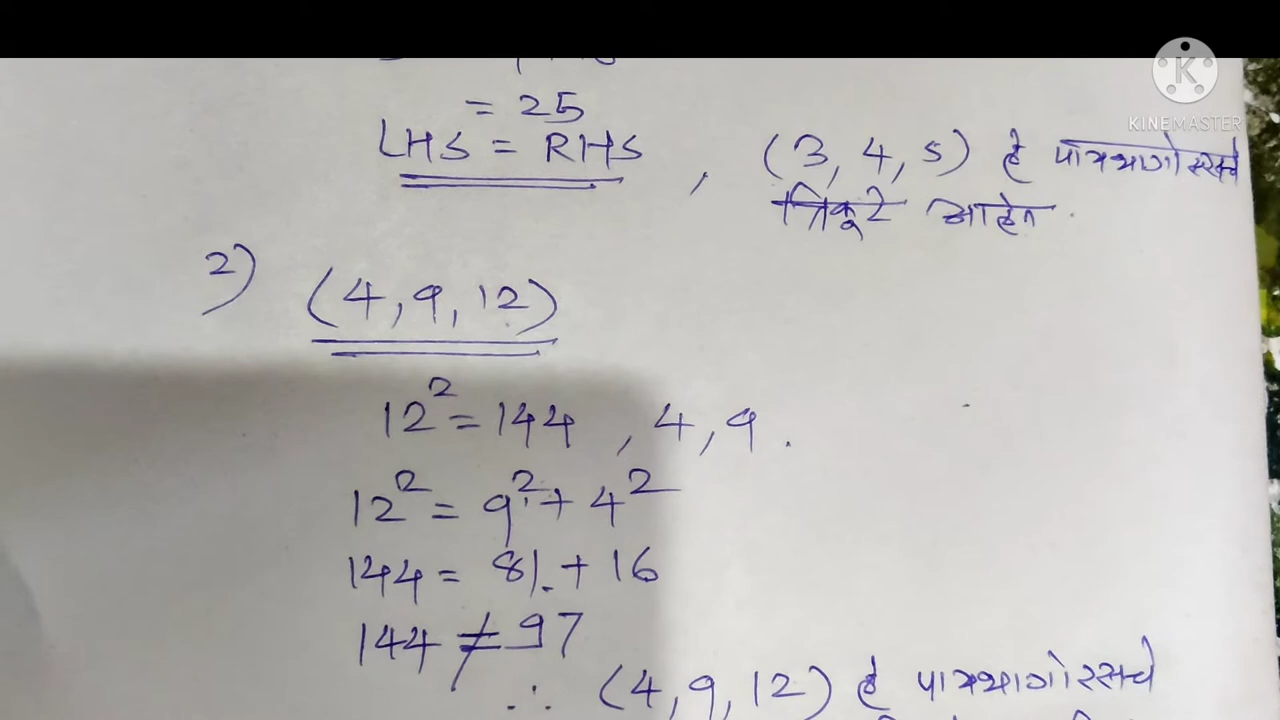 = 25
LHS = RHS , (3, 4, 5) हे पायथागोरसचे
त्रिकूटे आहेत.
2) (4, 9, 12)
12² = 144 , 4, 9.
12² = 9² + 4²
144 = 81 + 16
144 ≠ 97
∴ (4, 9, 12) हे पायथागोरसचे
KINEMASTER